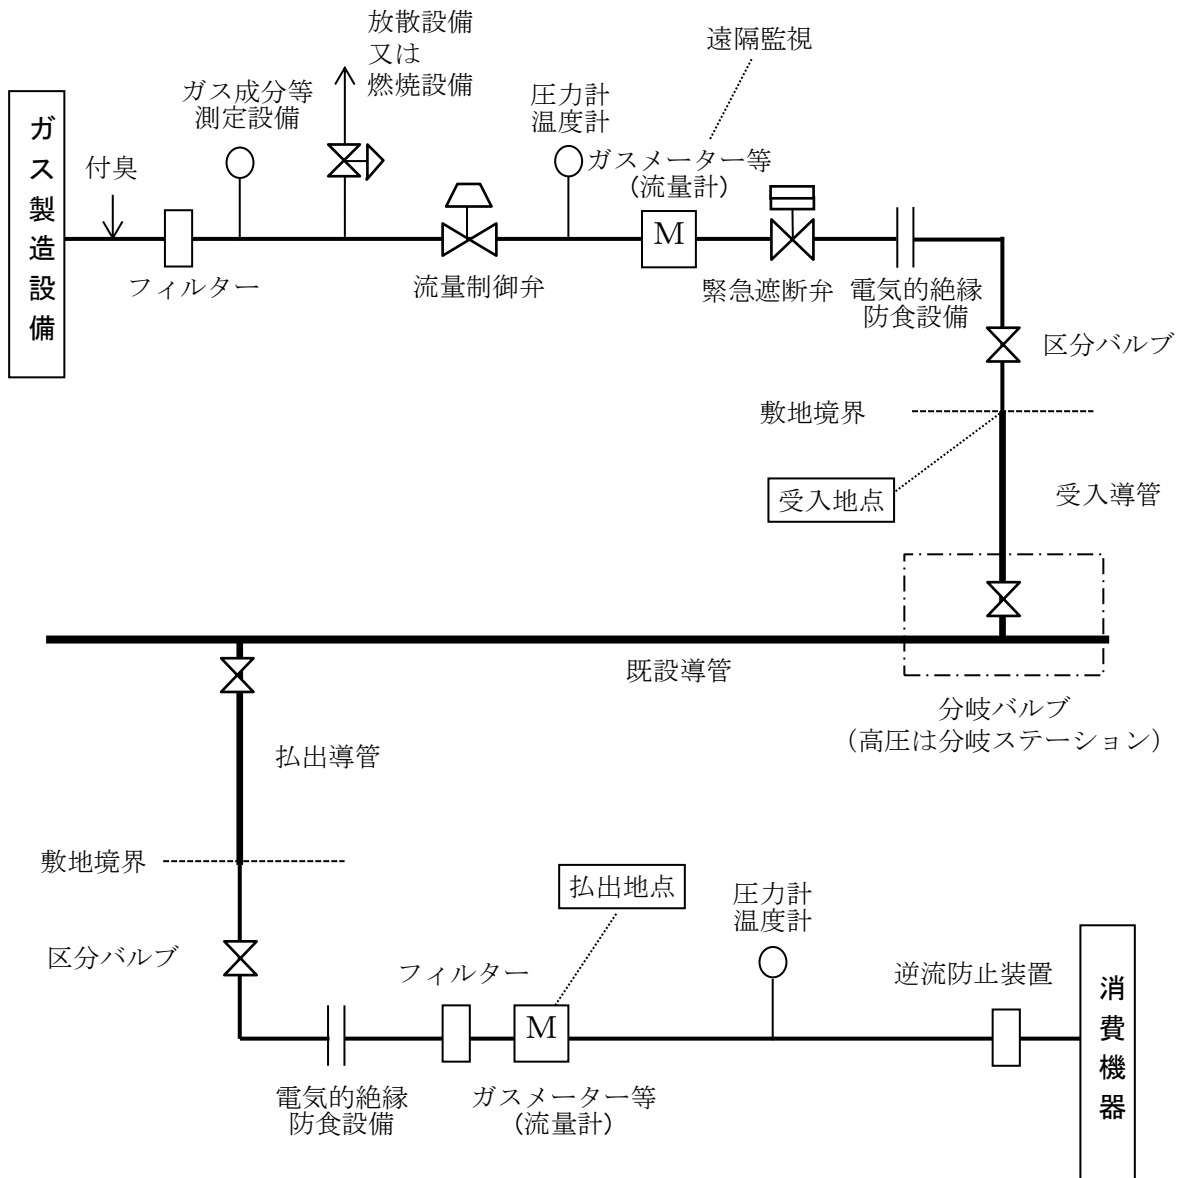 放散設備
又は
燃焼設備
遠隔監視
ガス成分等
測定設備
圧力計
温度計
ガス製造設備
付臭
ガスメーター等
（流量計）
M
フィルター
流量制御弁
緊急遮断弁
電気的絶縁
防食設備
区分バルブ
敷地境界
受入地点
受入導管
既設導管
分岐バルブ
（高圧は分岐ステーション）
払出導管
敷地境界
払出地点
圧力計
温度計
区分バルブ
フィルター
逆流防止装置
消費機器
M
電気的絶縁
防食設備
ガスメーター等
（流量計）